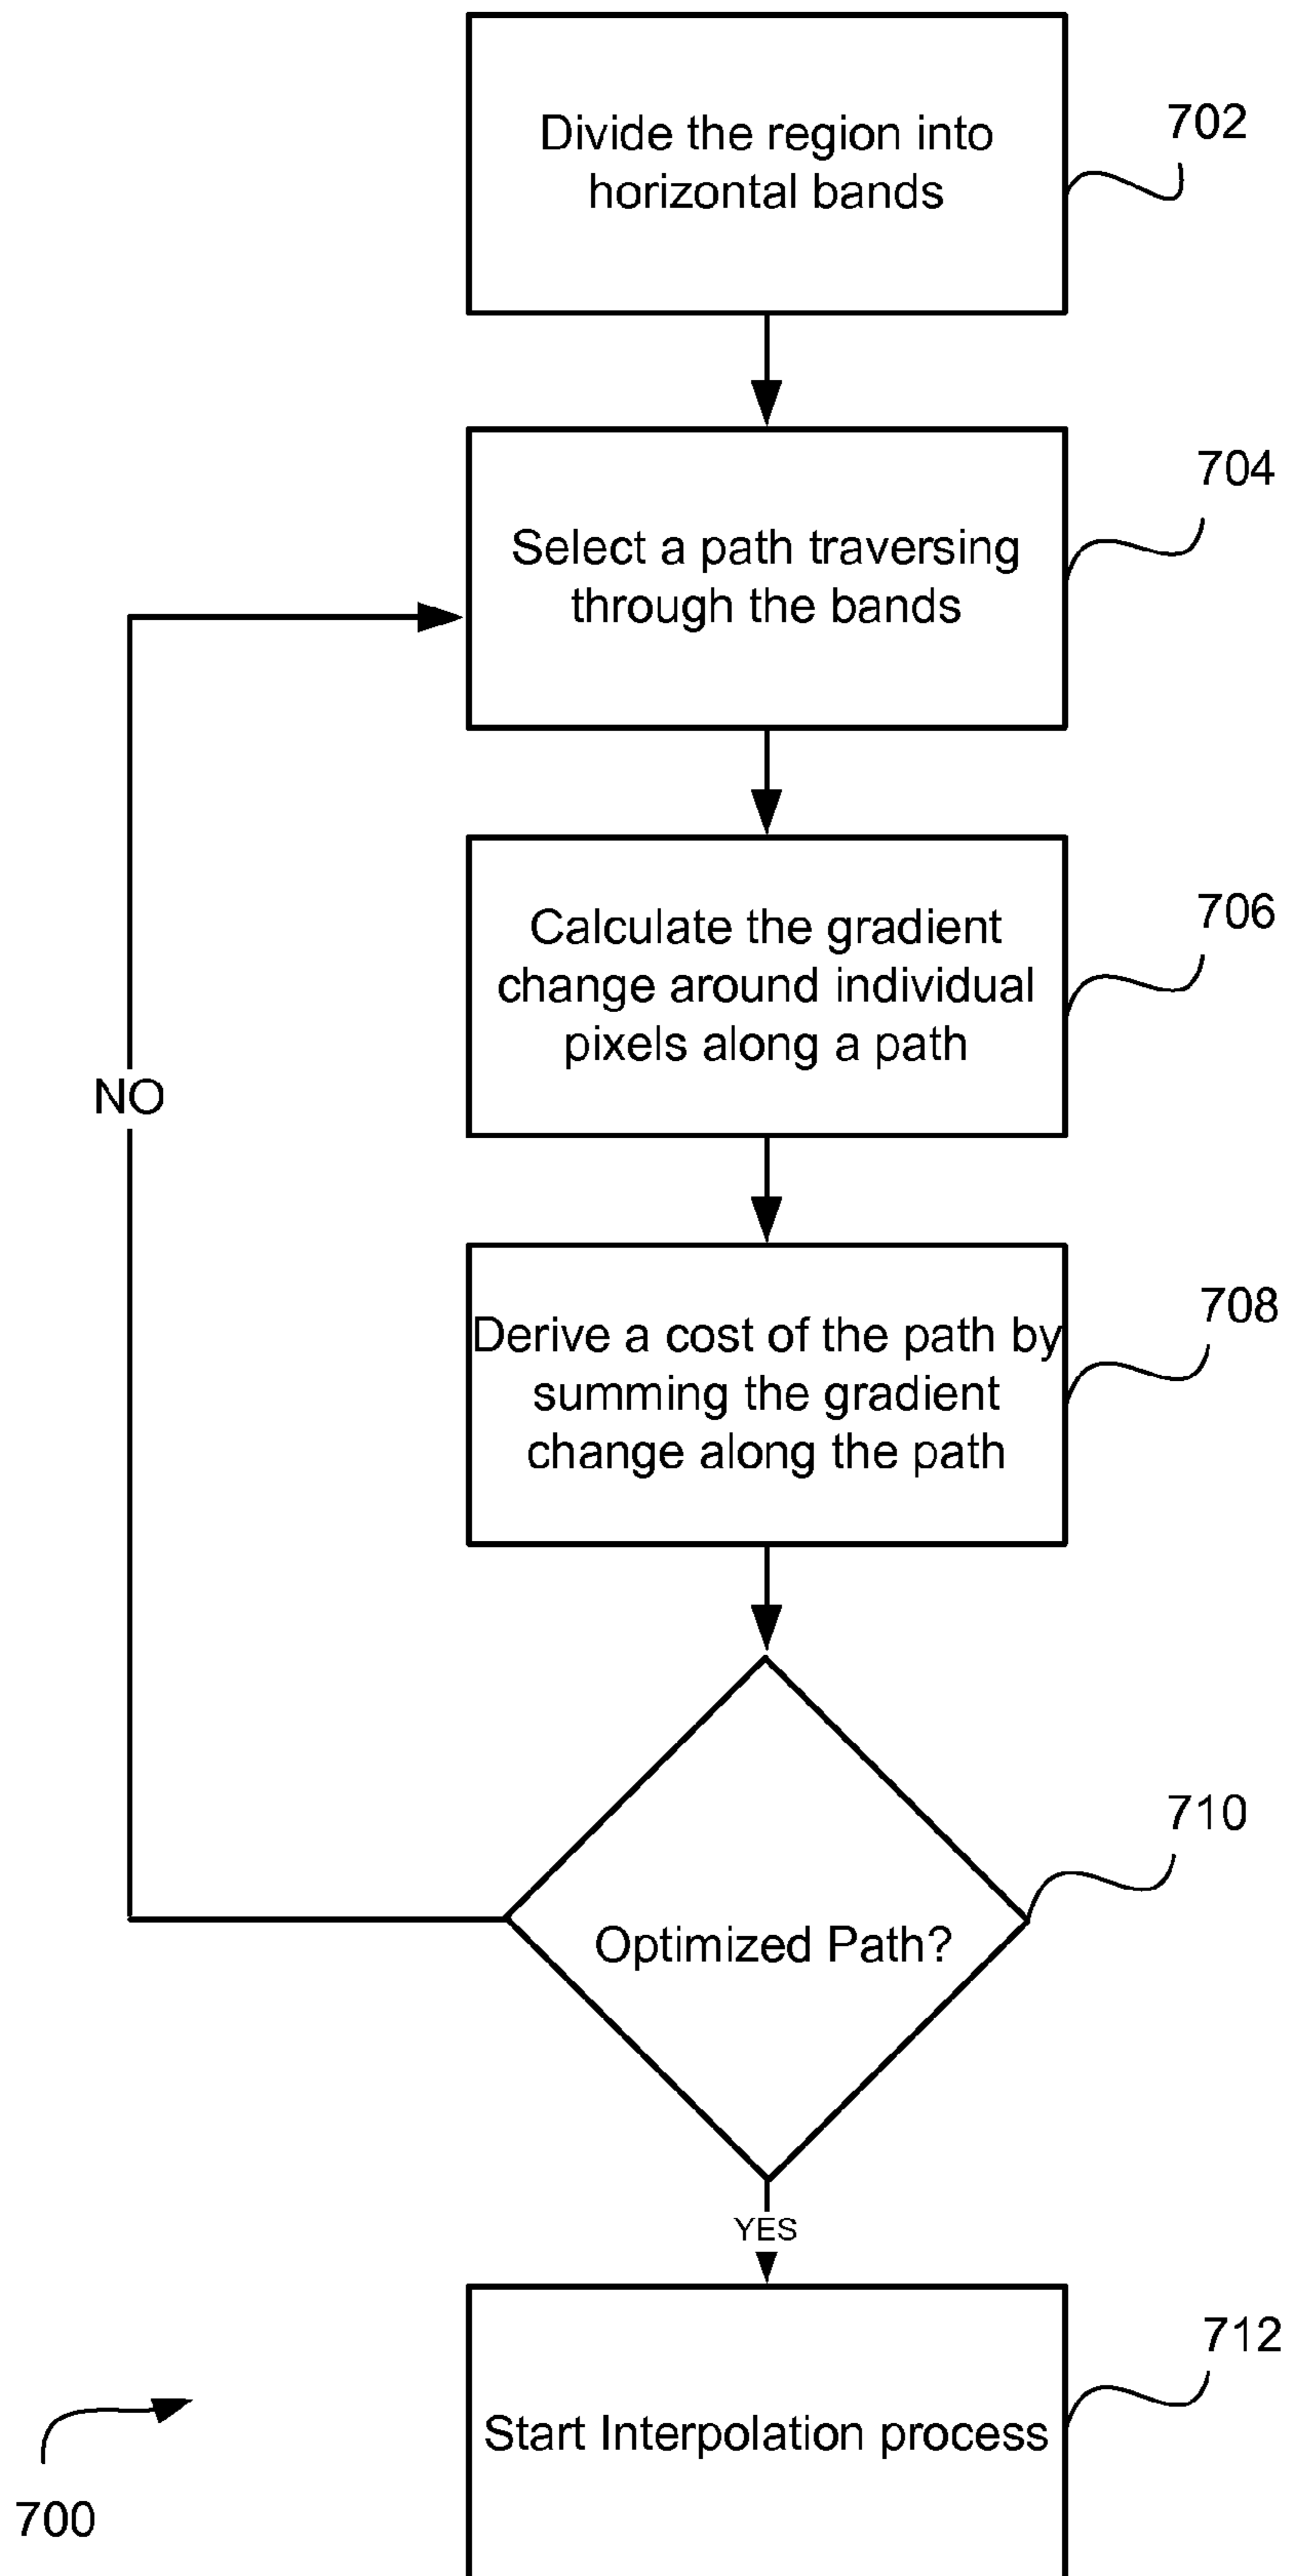 Divide the region into
horizontal bands
702
Select a path traversing
through the bands
704
Calculate the gradient
change around individual
pixels along a path
706
NO
Derive a cost of the path by
summing the gradient
change along the path
708
Optimized Path?
710
YES
Start Interpolation process
712
700